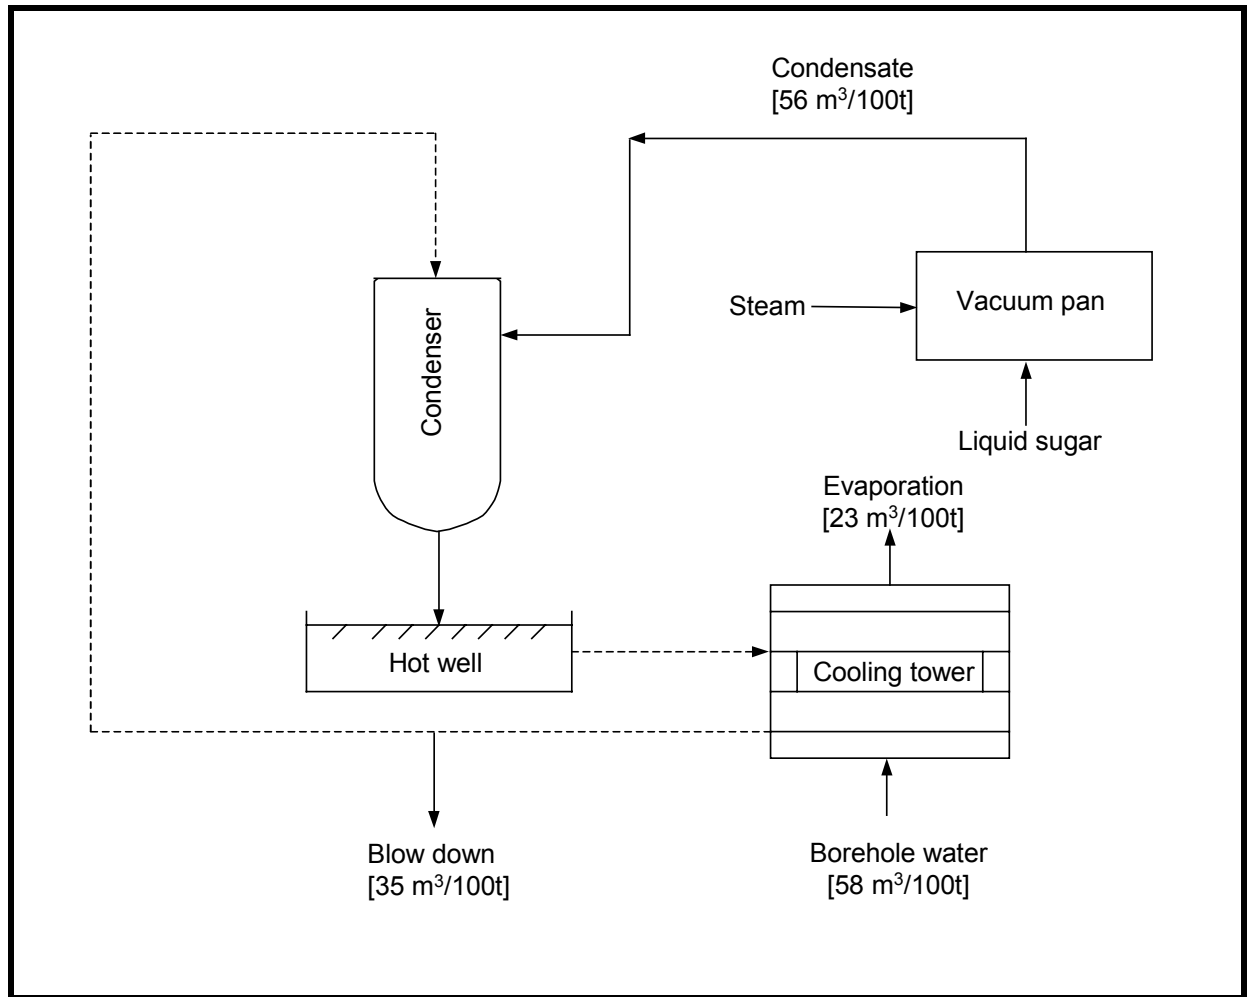 Condensate
[56 m³/100t]
Condenser
Steam
Vacuum pan
Liquid sugar
Evaporation
[23 m³/100t]
Hot well
Cooling tower
Blow down
[35 m³/100t]
Borehole water
[58 m³/100t]